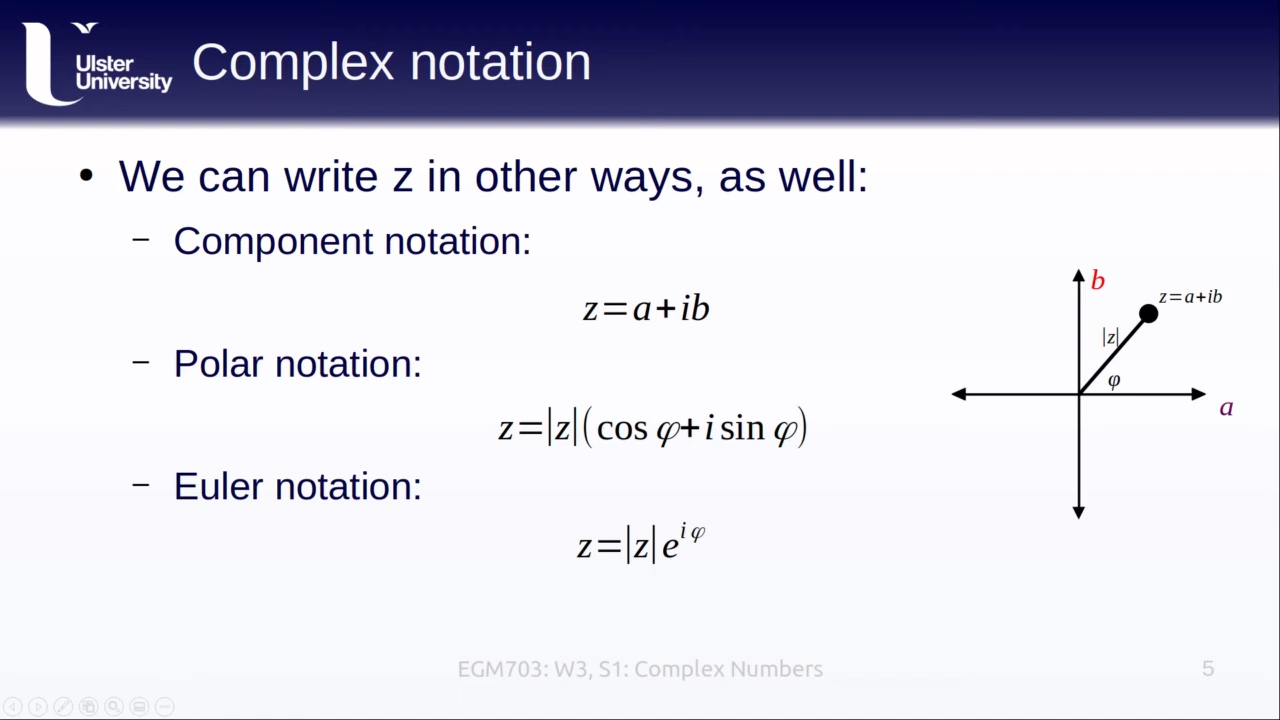 Ulster
University
Complex notation
• We can write z in other ways, as well:
– Component notation:
z=a+ib
– Polar notation:
z=|z|(cos φ+i sin φ)
– Euler notation:
z=|z|e^{iφ}
b
z=a+ib
|z|
φ
a
EGM703: W3, S1: Complex Numbers
5